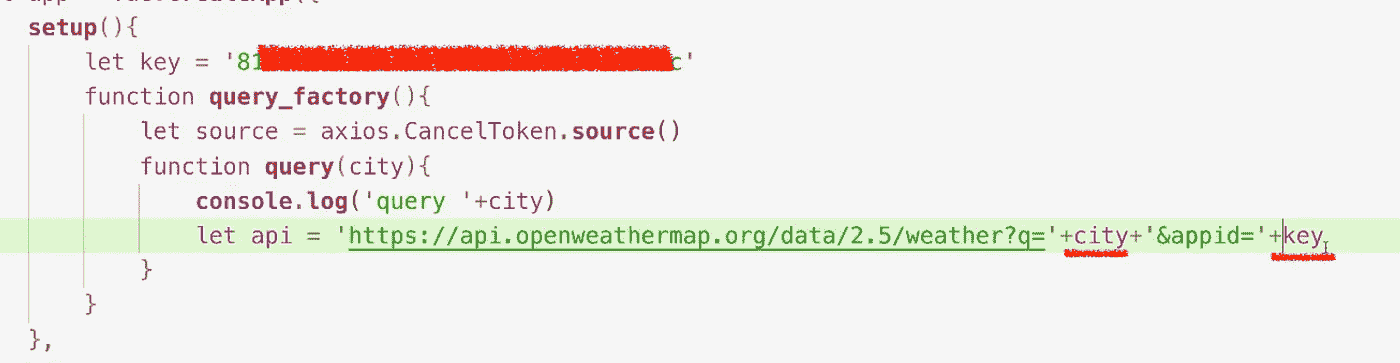 setup(){
let key = '81 c'
function query_factory(){
let source = axios.CancelToken.source()
function query(city){
console.log('query '+city)
let api = 'https://api.openweathermap.org/data/2.5/weather?q='+city+'&appid='+key
}
}
},